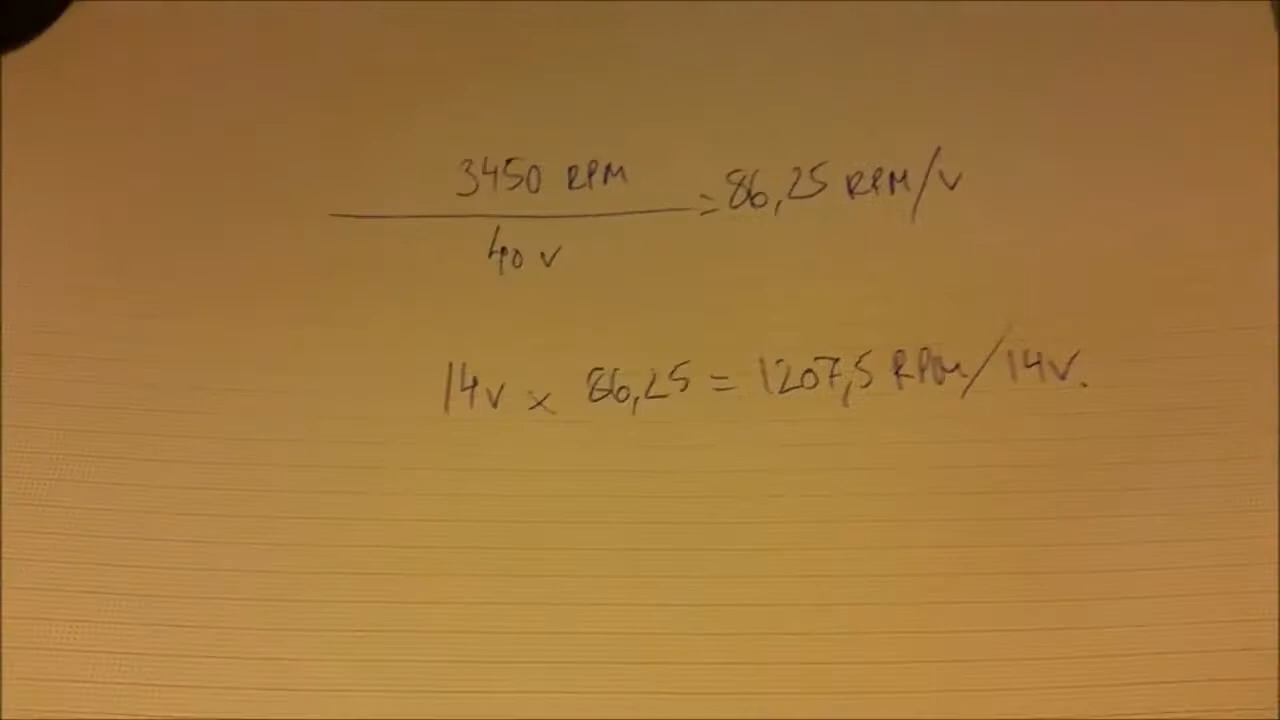 3450 RPM
40 V
= 86,25 RPM/V
14V x 86,25 = 1207,5 RPM/14V.